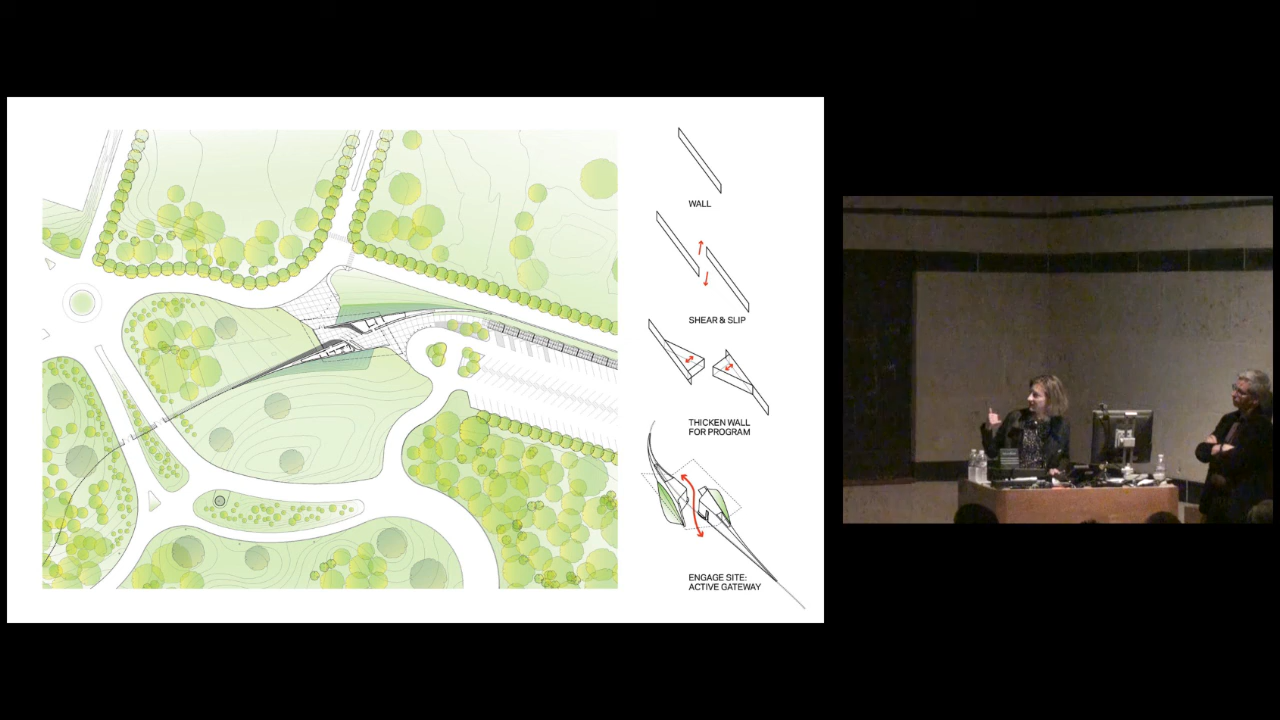 WALL
SHEAR & SLIP
THICKEN WALL
FOR PROGRAM
ENGAGE SITE:
ACTIVE GATEWAY